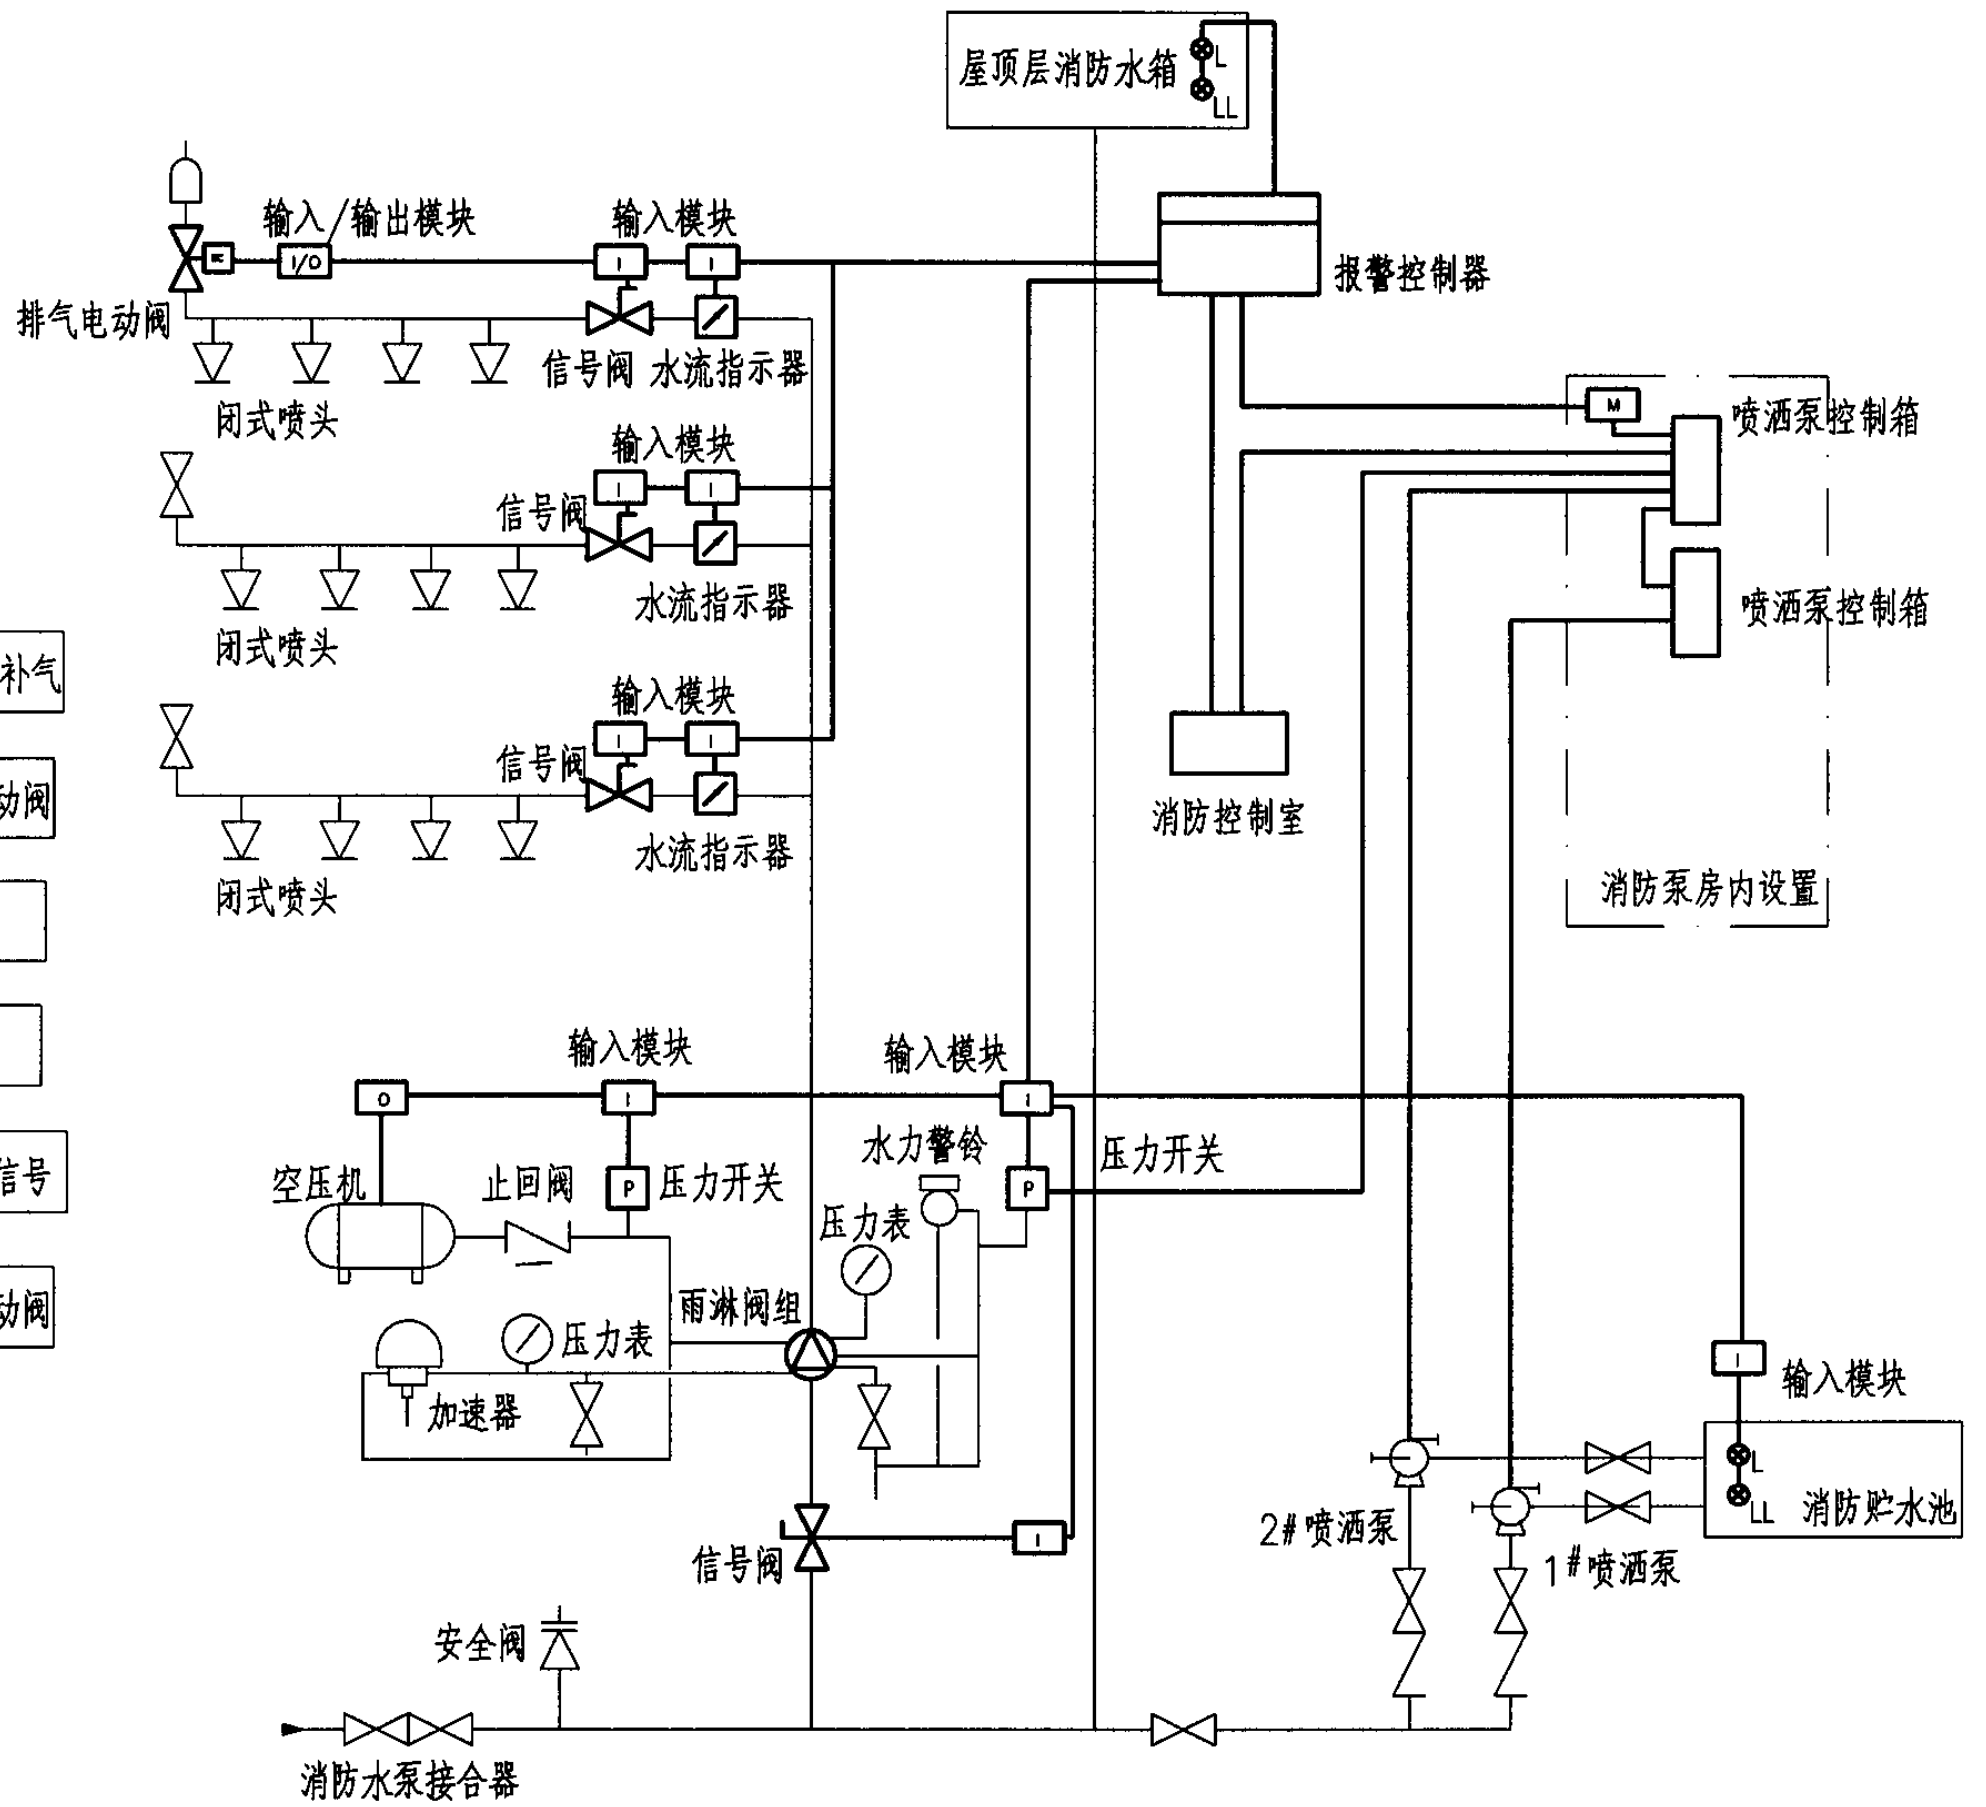 屋顶层消防水箱
L
LL
输入/输出模块
输入模块
I/O
I
I
报警控制器
排气电动阀
信号阀
水流指示器
闭式喷头
M
喷洒泵控制箱
输入模块
I
I
信号阀
水流指示器
闭式喷头
喷洒泵控制箱
补气
输入模块
I
I
信号阀
水流指示器
闭式喷头
动阀
消防控制室
消防泵房内设置
输入模块
输入模块
O
I
I
水力警铃
压力开关
信号
空压机
止回阀
P
压力开关
P
压力表
动阀
雨淋阀组
压力表
I
输入模块
加速器
L
LL
消防贮水池
2#喷洒泵
1#喷洒泵
I
信号阀
安全阀
消防水泵接合器